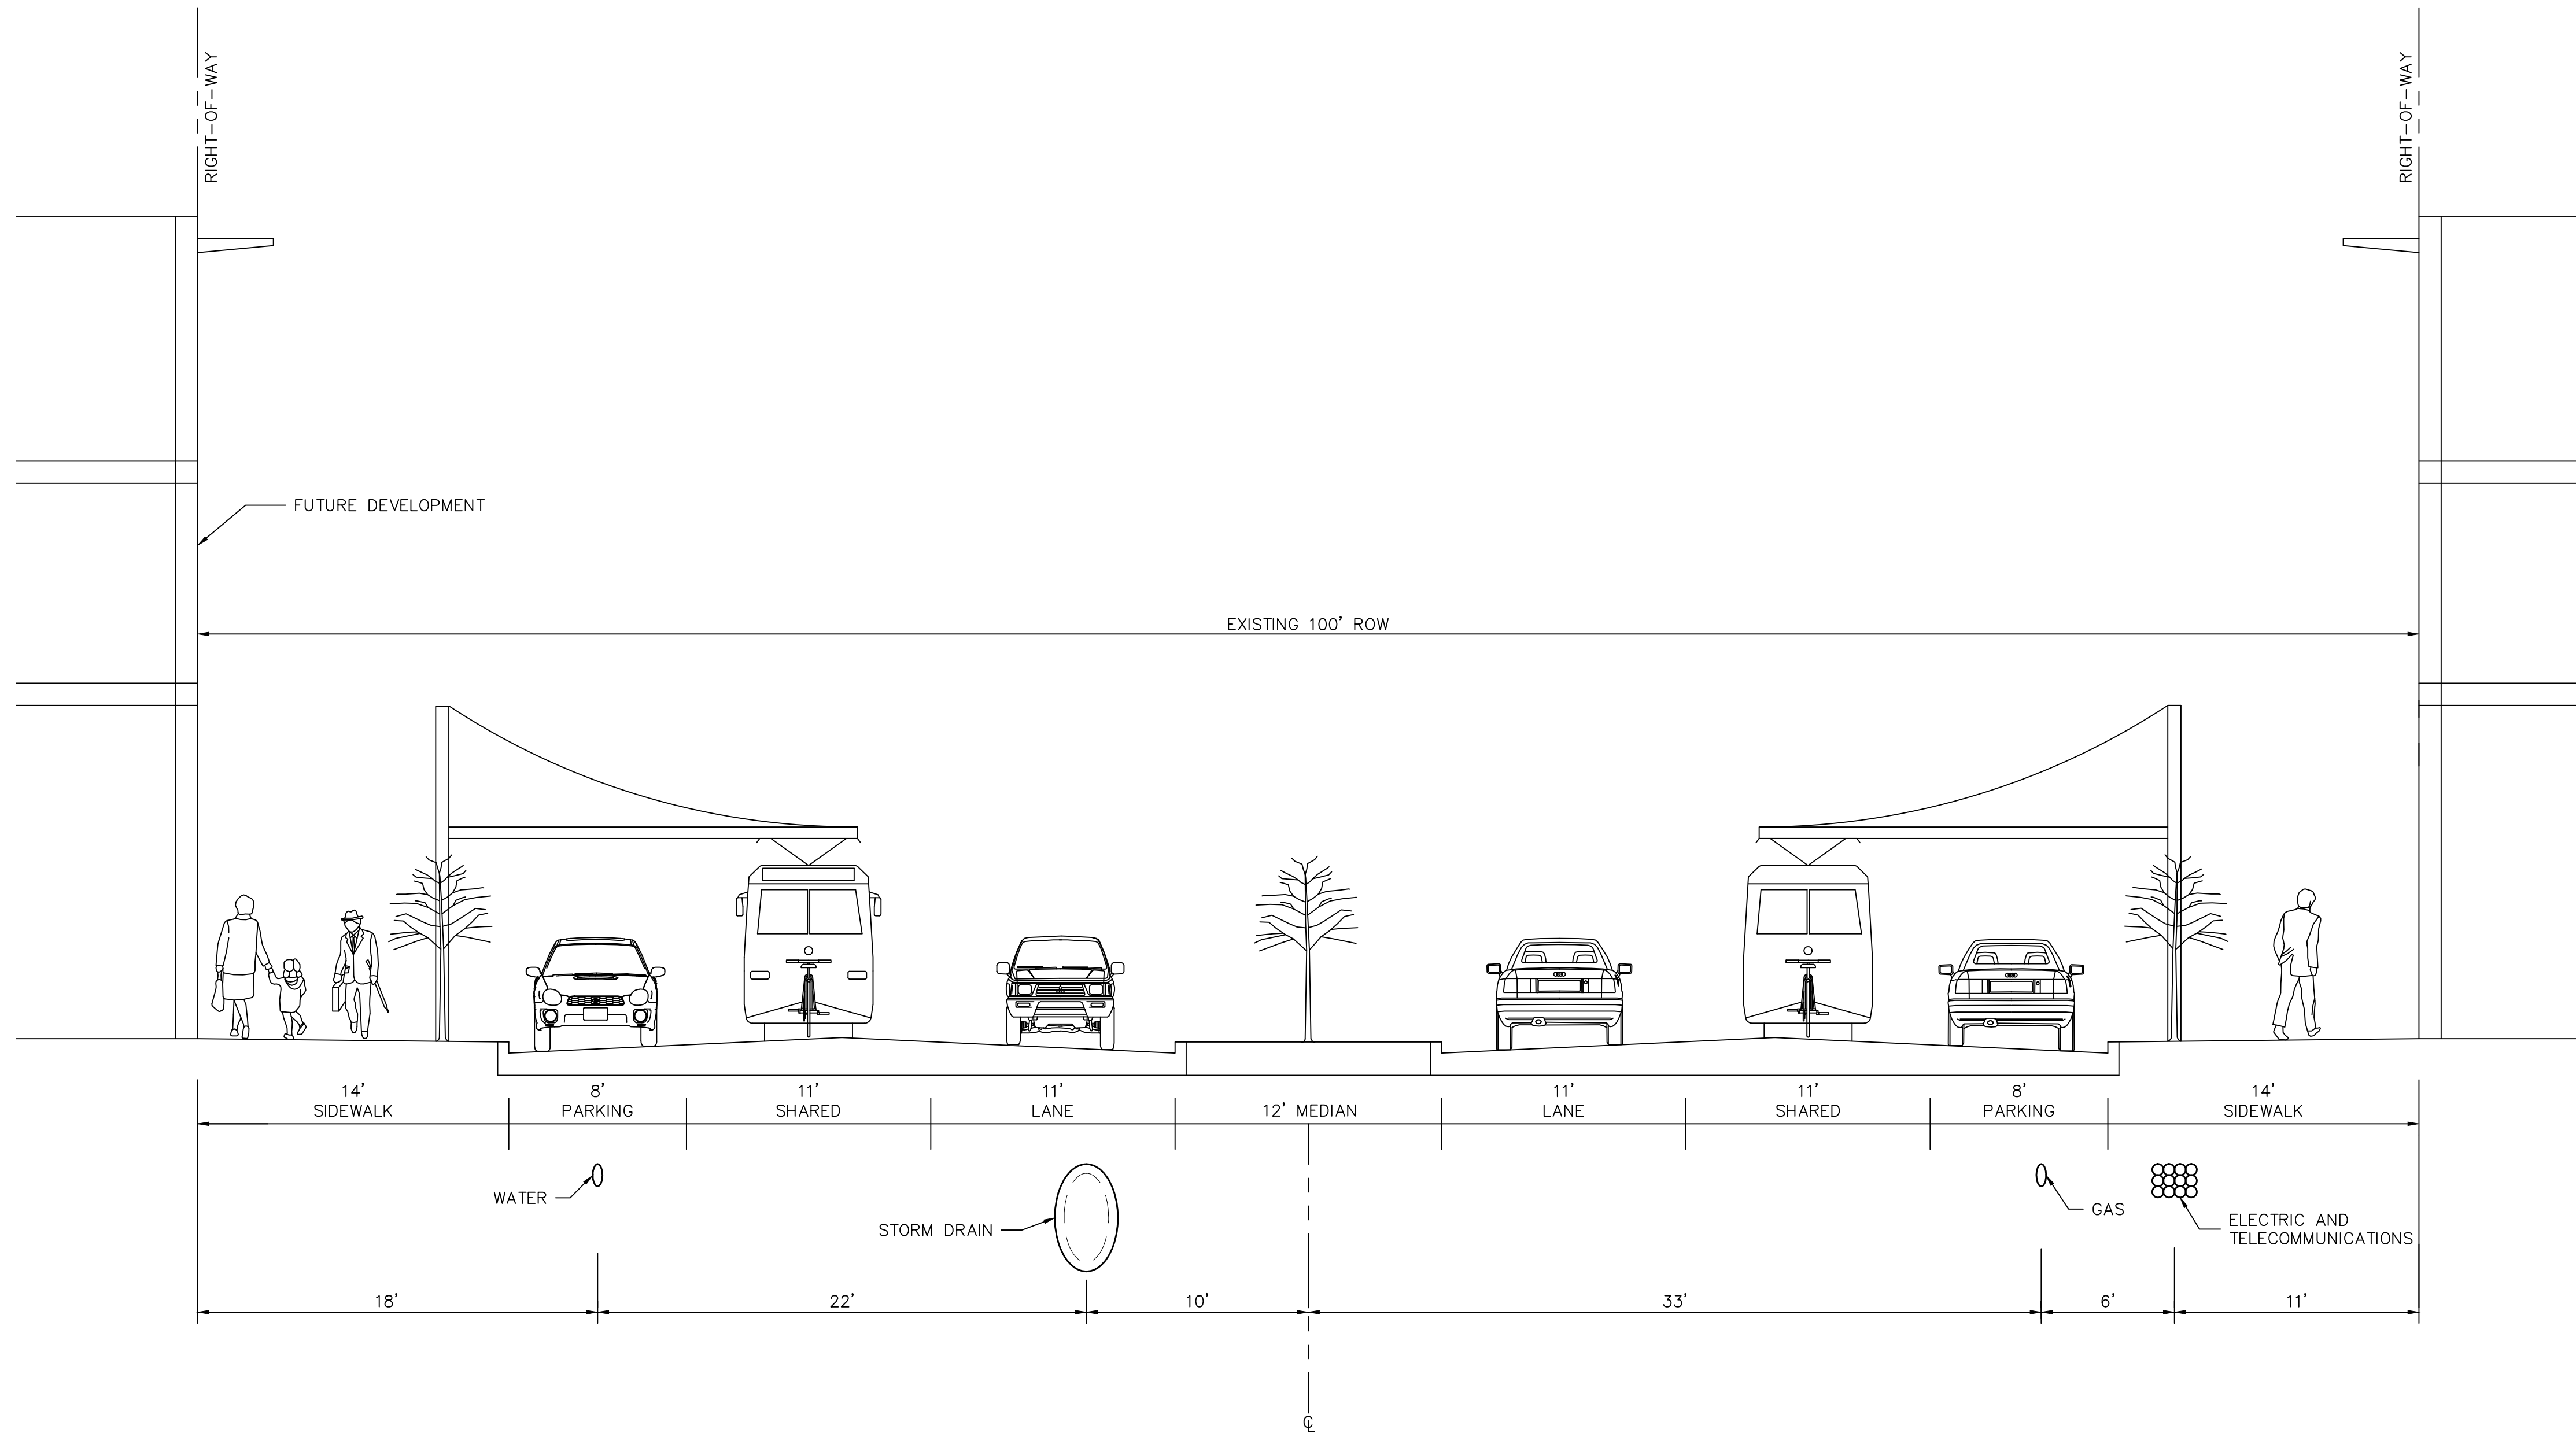 RIGHT-OF-WAY
RIGHT-OF-WAY
FUTURE DEVELOPMENT
EXISTING 100' ROW
14'
SIDEWALK
8'
PARKING
11'
SHARED
11'
LANE
12' MEDIAN
11'
LANE
11'
SHARED
8'
PARKING
14'
SIDEWALK
WATER
STORM DRAIN
GAS
ELECTRIC AND
TELECOMMUNICATIONS
18'
22'
10'
33'
6'
11'
℄